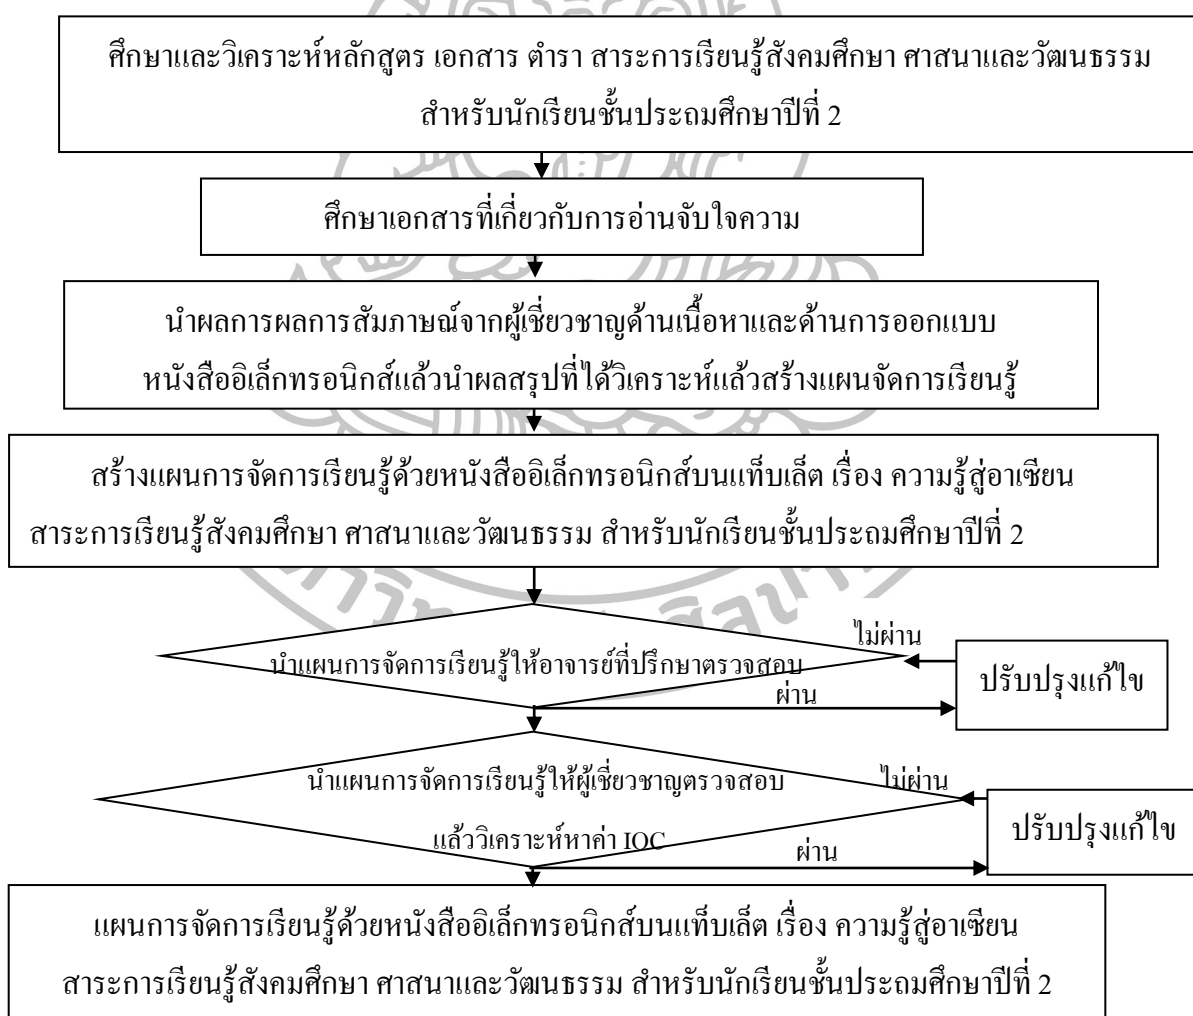 ศึกษาและวิเคราะห์หลักสูตร เอกสาร ตำรา สาระการเรียนรู้สังคมศึกษา ศาสนาและวัฒนธรรม
สำหรับนักเรียนชั้นประถมศึกษาปีที่ 2
ศึกษาเอกสารที่เกี่ยวกับการอ่านจับใจความ
นำผลการผลการสัมภาษณ์จากผู้เชี่ยวชาญด้านเนื้อหาและด้านการออกแบบ
หนังสืออิเล็กทรอนิกส์แล้วนำผลสรุปที่ได้วิเคราะห์แล้วสร้างแผนจัดการเรียนรู้
สร้างแผนการจัดการเรียนรู้ด้วยหนังสืออิเล็กทรอนิกส์บนแท็บเล็ต เรื่อง ความรู้สู่อาเซียน
สาระการเรียนรู้สังคมศึกษา ศาสนาและวัฒนธรรม สำหรับนักเรียนชั้นประถมศึกษาปีที่ 2
ไม่ผ่าน
นำแผนการจัดการเรียนรู้ให้อาจารย์ที่ปรึกษาตรวจสอบ
ปรับปรุงแก้ไข
ผ่าน
นำแผนการจัดการเรียนรู้ให้ผู้เชี่ยวชาญตรวจสอบ
ไม่ผ่าน
แล้ววิเคราะห์หาค่า IOC
ปรับปรุงแก้ไข
ผ่าน
แผนการจัดการเรียนรู้ด้วยหนังสืออิเล็กทรอนิกส์บนแท็บเล็ต เรื่อง ความรู้สู่อาเซียน
สาระการเรียนรู้สังคมศึกษา ศาสนาและวัฒนธรรม สำหรับนักเรียนชั้นประถมศึกษาปีที่ 2